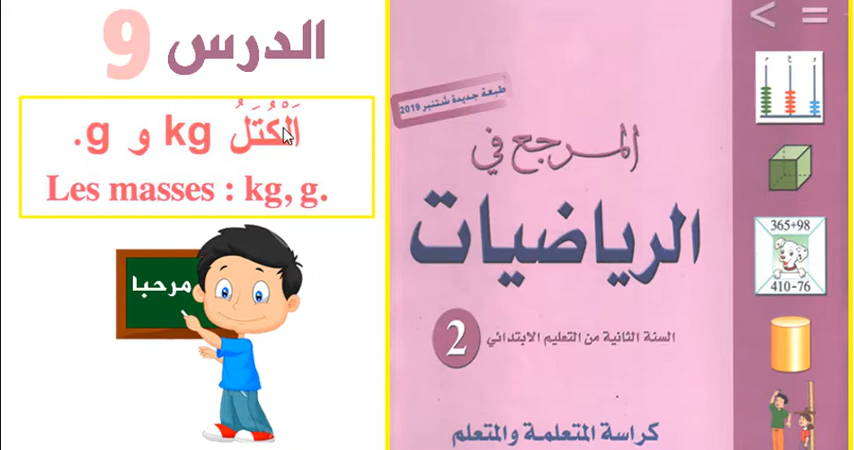 الدرس 9
اَلْكُتَلُ kg و g.
Les masses : kg, g.
مرحبا
طبعة جديدة شتنبر 2019
المرجع في
الرياضيات
السنة الثانية من التعليم الابتدائي 2
كراسة المتعلمة والمتعلم
< =
م ع و
365+98
410-76